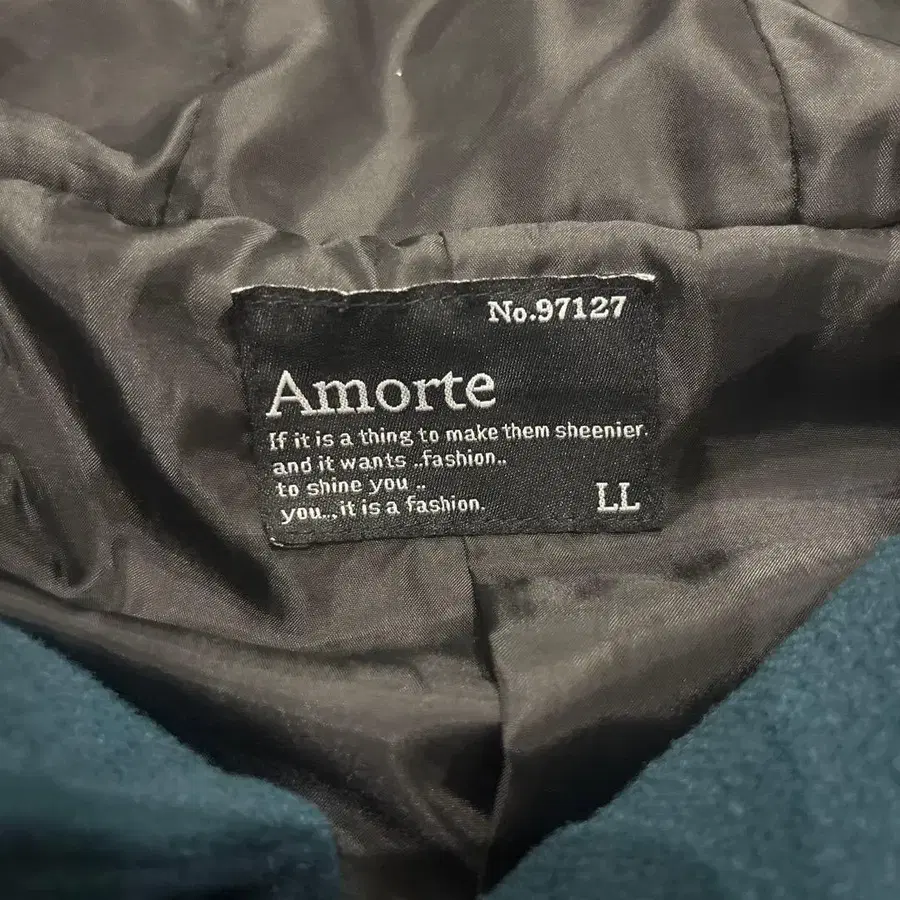 No.97127
Amorte
If it is a thing to make them sheenier.
and it wants ..fashion..
to shine you ..
you...it is a fashion.
LL